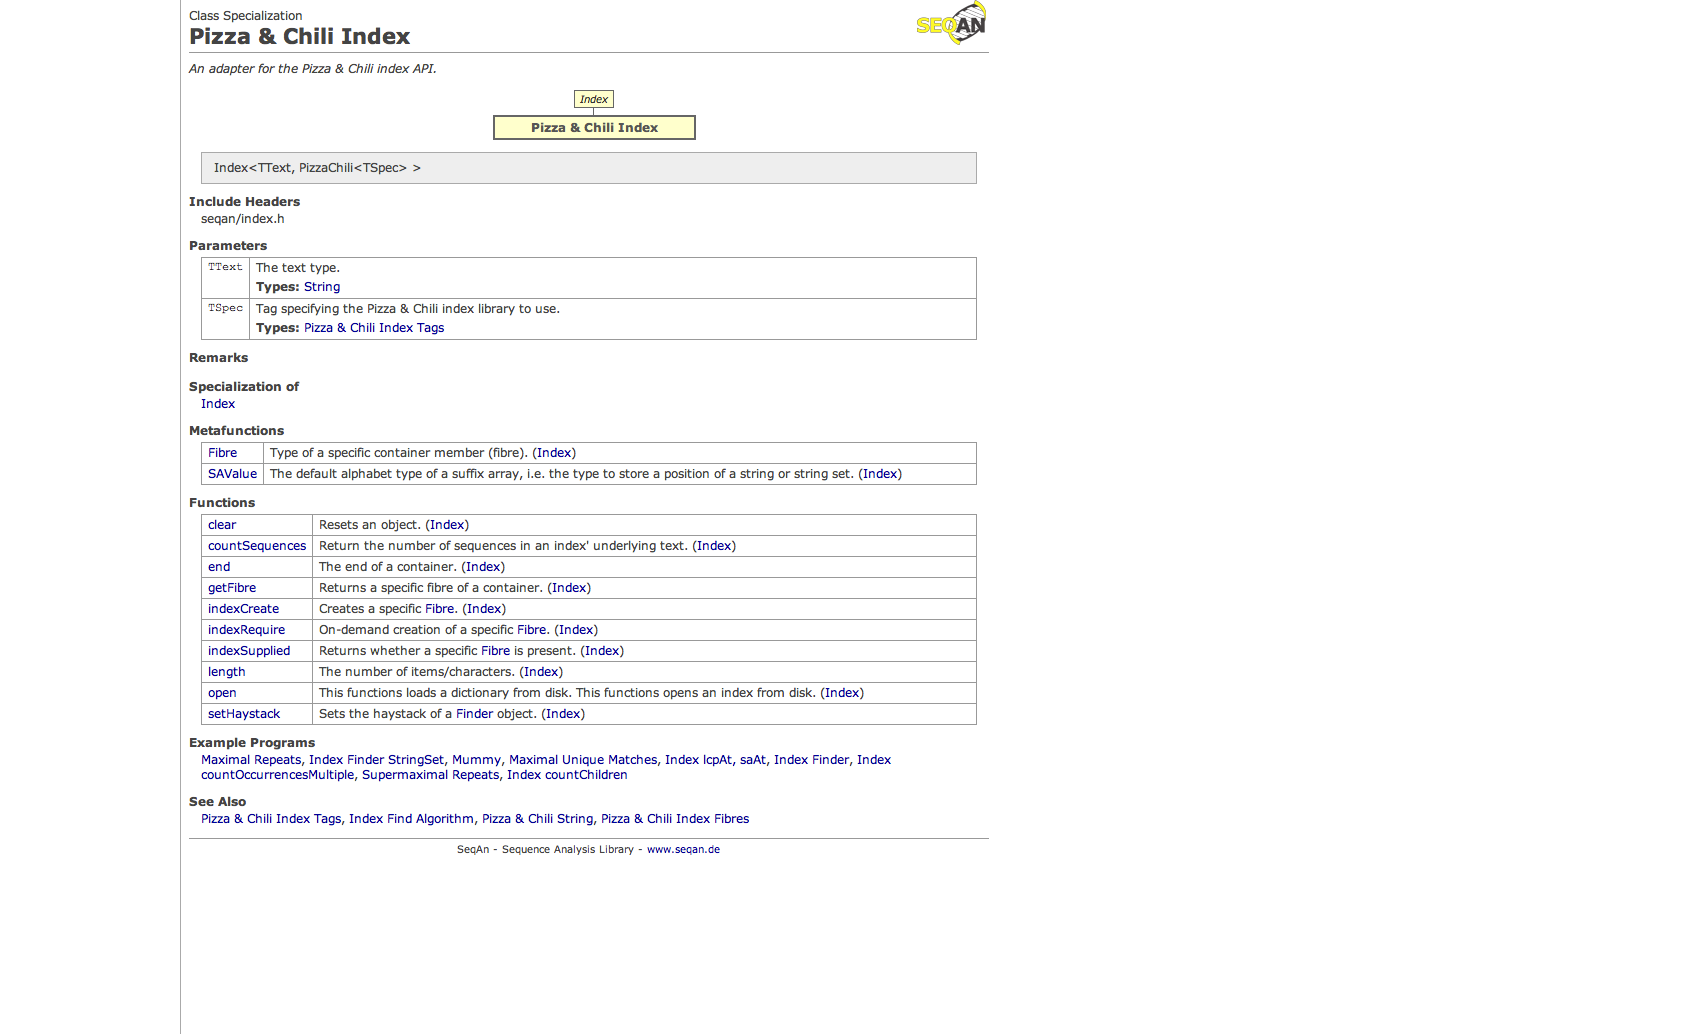 Class Specialization
Pizza & Chili Index
SEQAN
An adapter for the Pizza & Chili index API.
Index
Pizza & Chili Index
Index<TText, PizzaChili<TSpec> >
Include Headers
seqan/index.h
Parameters
TText The text type.
Types: String
TSpec Tag specifying the Pizza & Chili index library to use.
Types: Pizza & Chili Index Tags
Remarks
Specialization of
Index
Metafunctions
Fibre Type of a specific container member (fibre). (Index)
SAValue The default alphabet type of a suffix array, i.e. the type to store a position of a string or string set. (Index)
Functions
clear Resets an object. (Index)
countSequences Return the number of sequences in an index' underlying text. (Index)
end The end of a container. (Index)
getFibre Returns a specific fibre of a container. (Index)
indexCreate Creates a specific Fibre. (Index)
indexRequire On-demand creation of a specific Fibre. (Index)
indexSupplied Returns whether a specific Fibre is present. (Index)
length The number of items/characters. (Index)
open This functions loads a dictionary from disk. This functions opens an index from disk. (Index)
setHaystack Sets the haystack of a Finder object. (Index)
Example Programs
Maximal Repeats, Index Finder StringSet, Mummy, Maximal Unique Matches, Index lcpAt, saAt, Index Finder, Index
countOccurrencesMultiple, Supermaximal Repeats, Index countChildren
See Also
Pizza & Chili Index Tags, Index Find Algorithm, Pizza & Chili String, Pizza & Chili Index Fibres
SeqAn - Sequence Analysis Library - www.seqan.de